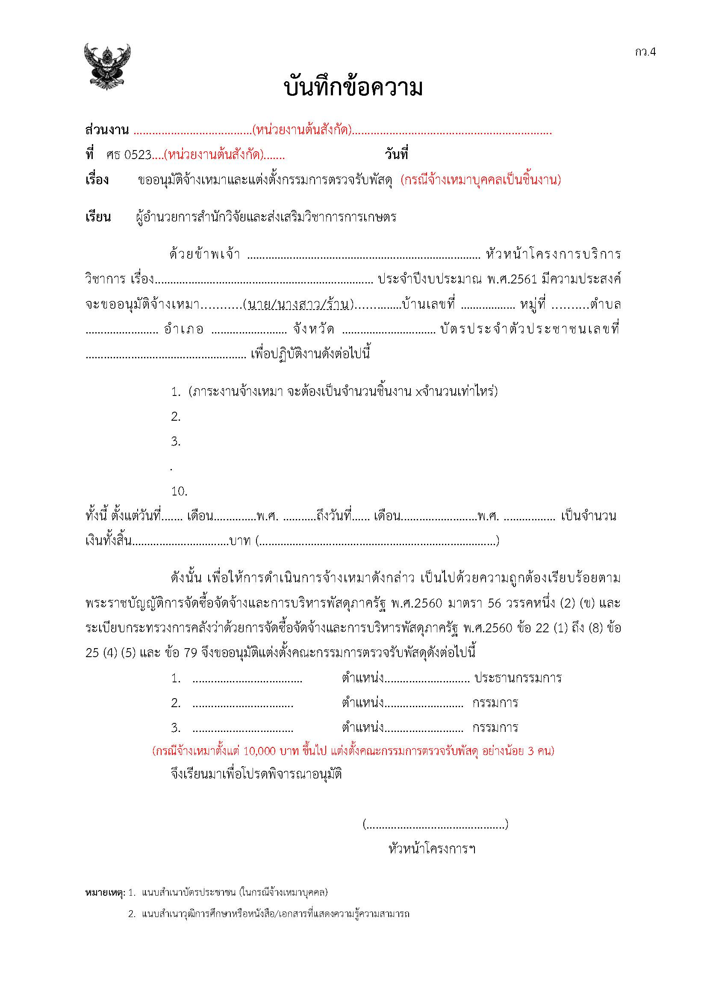 กว.4
บันทึกข้อความ
ส่วนงาน ......................................(หน่วยงานต้นสังกัด)................................................................
ที่ ศธ 0523....(หน่วยงานต้นสังกัด)....... วันที่
เรื่อง ขออนุมัติจ้างเหมาและแต่งตั้งกรรมการตรวจรับพัสดุ (กรณีจ้างเหมาบุคคลเป็นชิ้นงาน)
เรียน ผู้อำนวยการสำนักวิจัยและส่งเสริมวิชาการการเกษตร
ด้วยข้าพเจ้า ............................................................................ หัวหน้าโครงการบริการ
วิชาการ เรื่อง....................................................................... ประจำปีงบประมาณ พ.ศ.2561 มีความประสงค์
จะขออนุมัติจ้างเหมา...........(นาย/นางสาว/ร้าน)..............บ้านเลขที่ .................. หมู่ที่ ..........ตำบล
........................ อำเภอ ......................... จังหวัด ............................... บัตรประจำตัวประชาชนเลขที่
..................................................... เพื่อปฏิบัติงานดังต่อไปนี้
1. (ภาระงานจ้างเหมา จะต้องเป็นจำนวนชิ้นงาน xจำนวนเท่าไหร่)
2.
3.
.
10.
ทั้งนี้ ตั้งแต่วันที่....... เดือน..............พ.ศ. ...........ถึงวันที่...... เดือน.........................พ.ศ. ................. เป็นจำนวน
เงินทั้งสิ้น................................บาท (.............................................................................)
ดังนั้น เพื่อให้การดำเนินการจ้างเหมาดังกล่าว เป็นไปด้วยความถูกต้องเรียบร้อยตาม
พระราชบัญญัติการจัดซื้อจัดจ้างและการบริหารพัสดุภาครัฐ พ.ศ.2560 มาตรา 56 วรรคหนึ่ง (2) (ข) และ
ระเบียบกระทรวงการคลังว่าด้วยการจัดซื้อจัดจ้างและการบริหารพัสดุภาครัฐ พ.ศ.2560 ข้อ 22 (1) ถึง (8) ข้อ
25 (4) (5) และ ข้อ 79 จึงขออนุมัติแต่งตั้งคณะกรรมการตรวจรับพัสดุดังต่อไปนี้
1. .................................... ตำแหน่ง............................ ประธานกรรมการ
2. ................................. ตำแหน่ง.......................... กรรมการ
3. ................................. ตำแหน่ง.......................... กรรมการ
(กรณีจ้างเหมาตั้งแต่ 10,000 บาท ขึ้นไป แต่งตั้งคณะกรรมการตรวจรับพัสดุ อย่างน้อย 3 คน)
จึงเรียนมาเพื่อโปรดพิจารณาอนุมัติ
(.............................................)
หัวหน้าโครงการฯ
หมายเหตุ: 1. แนบสำเนาบัตรประชาชน (ในกรณีจ้างเหมาบุคคล)
2. แนบสำเนาวุฒิการศึกษาหรือหนังสือ/เอกสารที่แสดงความรู้ความสามารถ